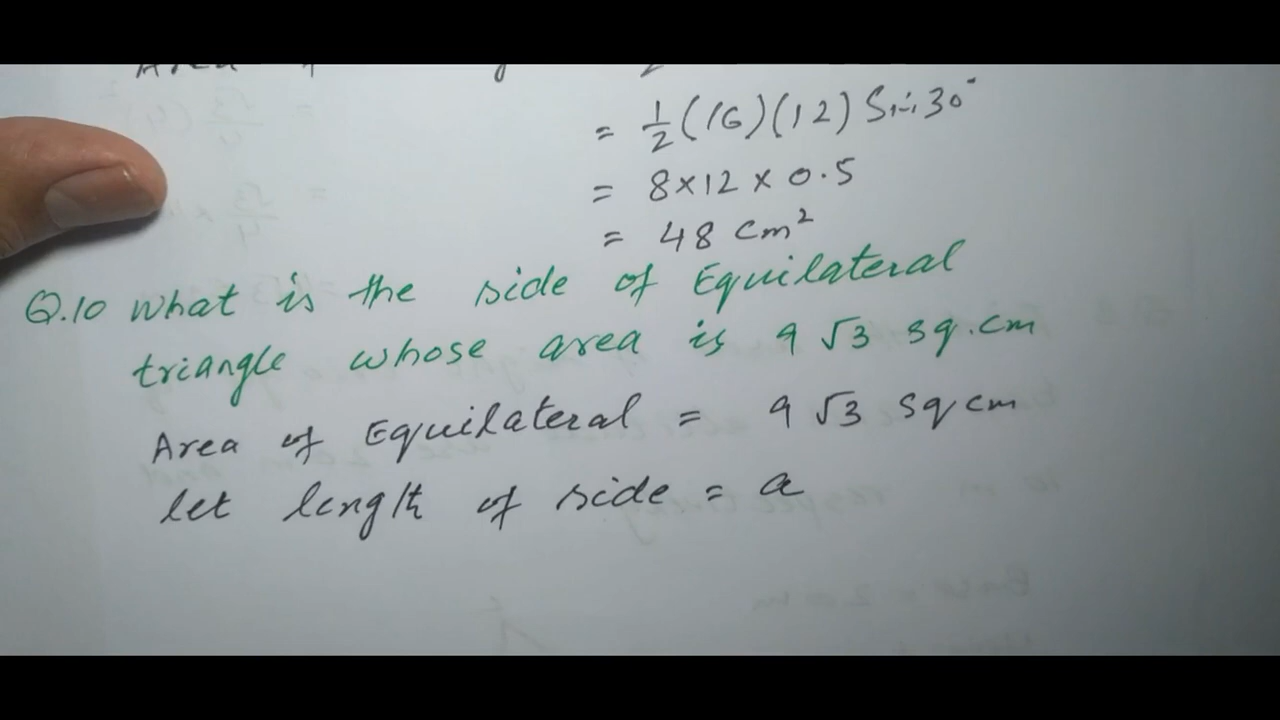 = 1/2 (16)(12) Sin 30°
= 8×12 × 0.5
= 48 cm²
Q.10 What is the side of Equilateral
triangle whose area is 9 √3 sq.cm
Area of Equilateral = 9 √3 sq cm
let length of side = a